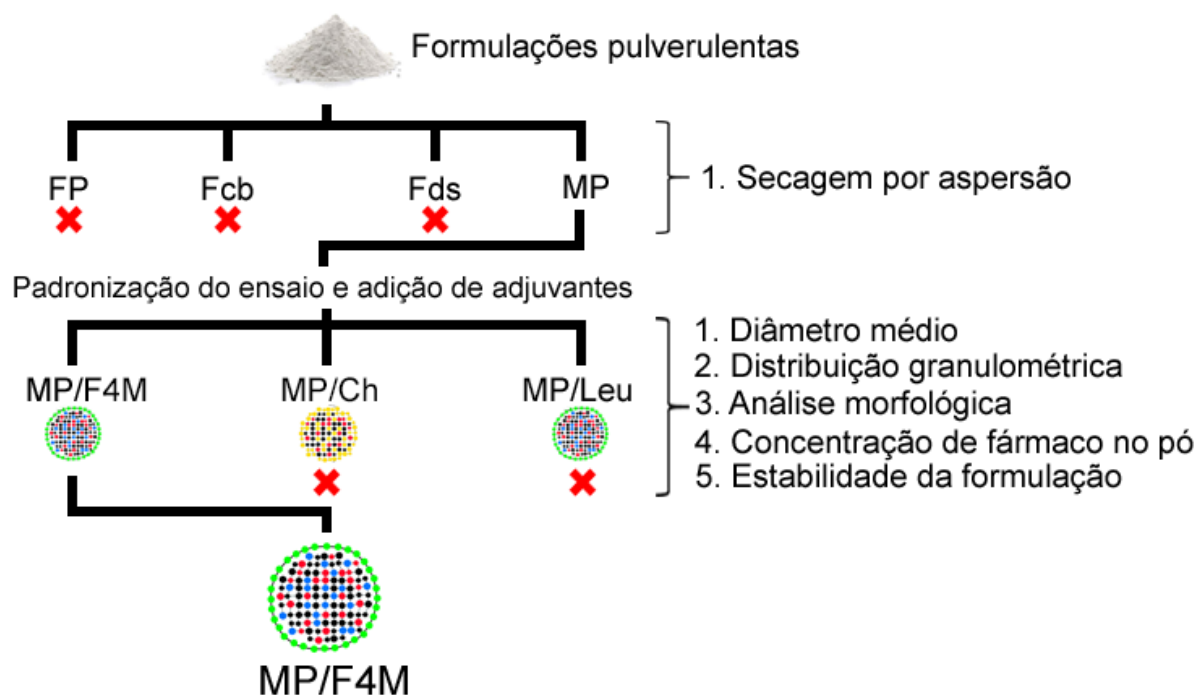 Formulações pulverulentas
FP
Fcb
Fds
MP
1. Secagem por aspersão
Padronização do ensaio e adição de adjuvantes
MP/F4M
MP/Ch
MP/Leu
1. Diâmetro médio
2. Distribuição granulométrica
3. Análise morfológica
4. Concentração de fármaco no pó
5. Estabilidade da formulação
MP/F4M